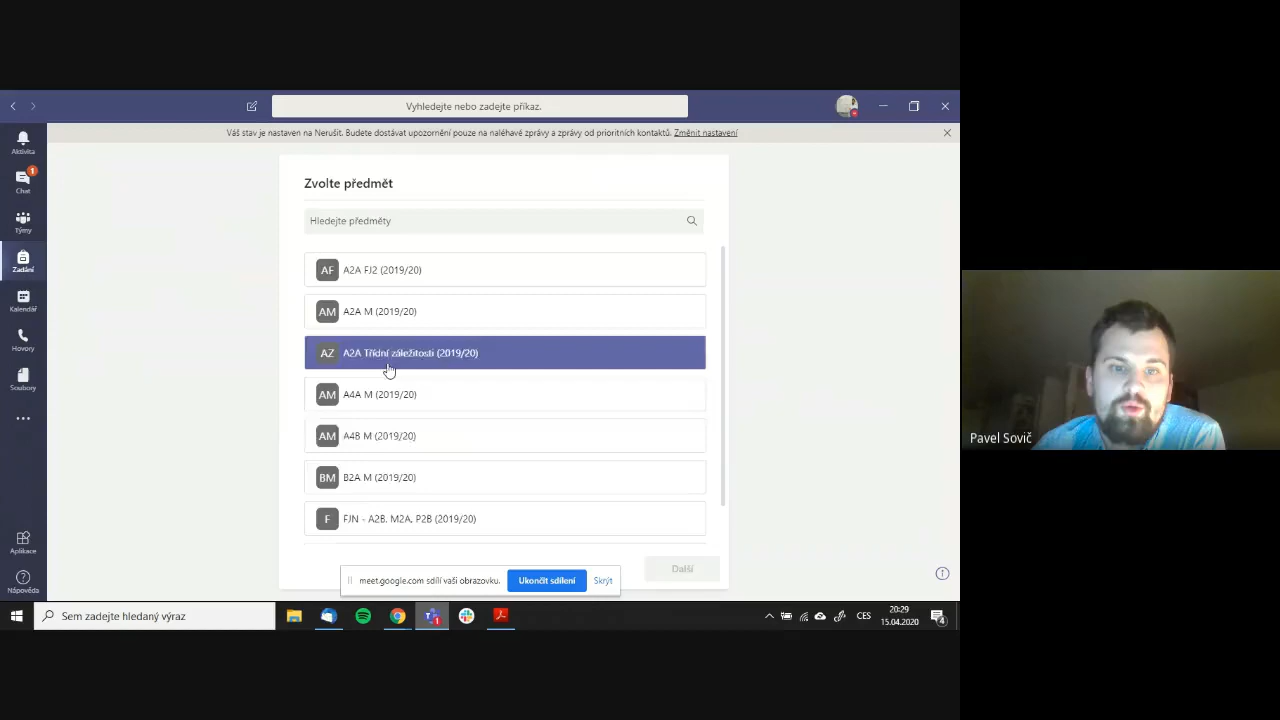 Vyhledejte nebo zadejte příkaz.
Váš stav je nastaven na Nerušit. Budete dostávat upozornění pouze na naléhavé zprávy a zprávy od prioritních kontaktů. Změnit nastavení
Aktivita
1
Chat
Týmy
Zadání
Kalendář
Hovory
Soubory
Aplikace
Nápověda
Zvolte předmět
Hledejte předměty
AF A2A FJ2 (2019/20)
AM A2A M (2019/20)
AZ A2A Třídní záležitosti (2019/20)
AM A4A M (2019/20)
AM A4B M (2019/20)
BM B2A M (2019/20)
F FJN - A2B, M2A, P2B (2019/20)
Další
meet.google.com sdílí vaši obrazovku. Ukončit sdílení Skrýt
Sem zadejte hledaný výraz
CES
20:29
15.04.2020
4
Pavel Sovič